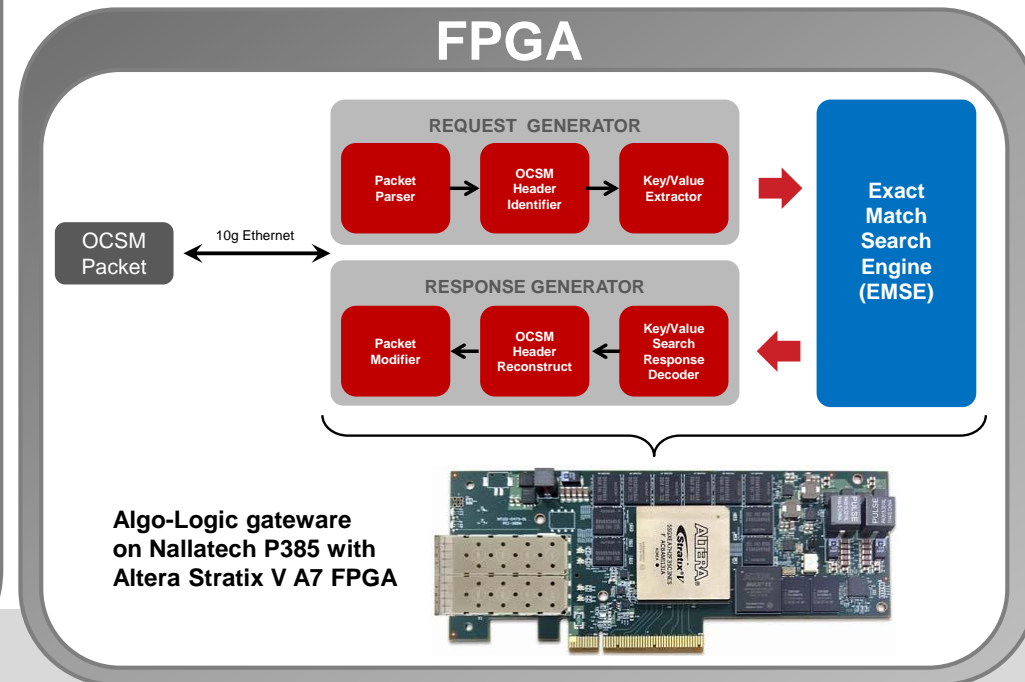 FPGA
REQUEST GENERATOR
Packet
Parser
OCSM
Header
Identifier
Key/Value
Extractor
Exact
Match
Search
Engine
(EMSE)
OCSM
Packet
10g Ethernet
RESPONSE GENERATOR
Packet
Modifier
OCSM
Header
Reconstruct
Key/Value
Search
Response
Decoder
Algo-Logic gateware
on Nallatech P385 with
Altera Stratix V A7 FPGA
ALTERA
Stratix V
PULSE
PULSE